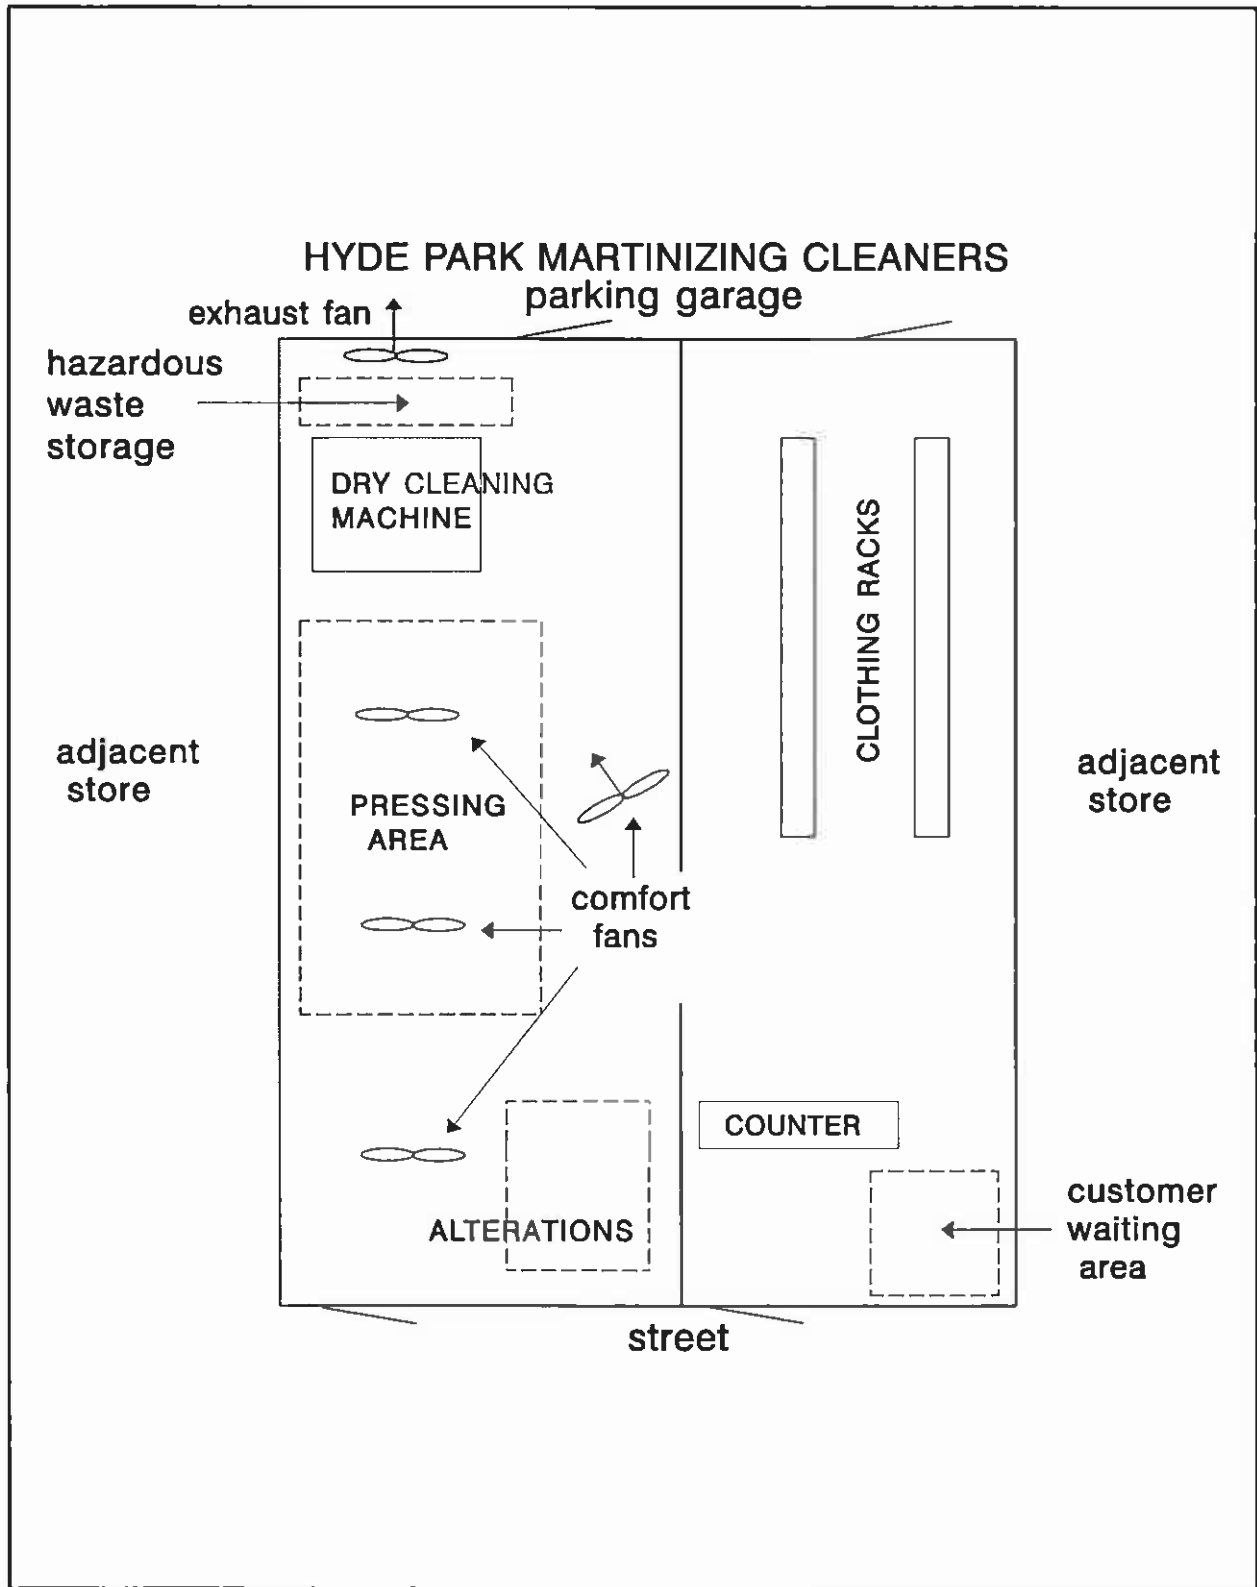 HYDE PARK MARTINIZING CLEANERS
parking garage
exhaust fan
hazardous
waste
storage
DRY CLEANING
MACHINE
CLOTHING RACKS
adjacent
store
PRESSING
AREA
adjacent
store
comfort
fans
COUNTER
ALTERATIONS
customer
waiting
area
street